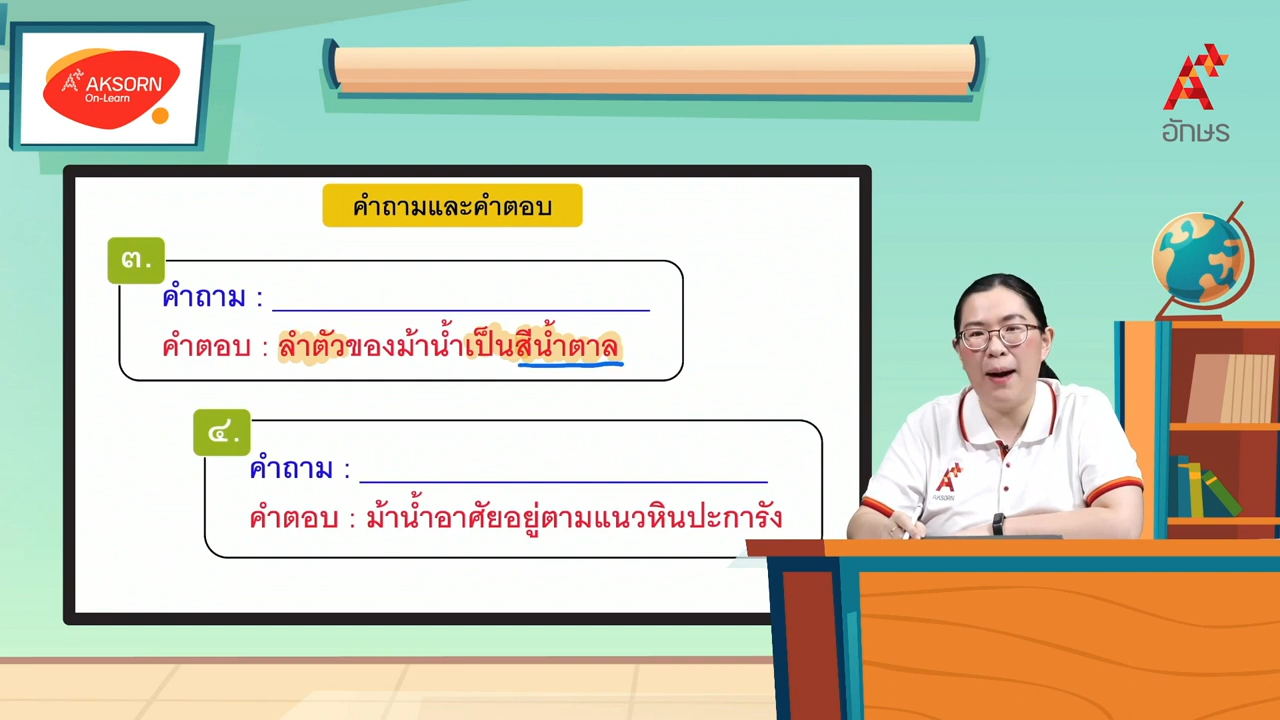 AKSORN
On-Learn
อักษร
คำถามและคำตอบ
๓.
คำถาม : 
คำตอบ : ลำตัวของม้าน้ำเป็นสีน้ำตาล
๔.
คำถาม : 
คำตอบ : ม้าน้ำอาศัยอยู่ตามแนวหินปะการัง
AKSORN